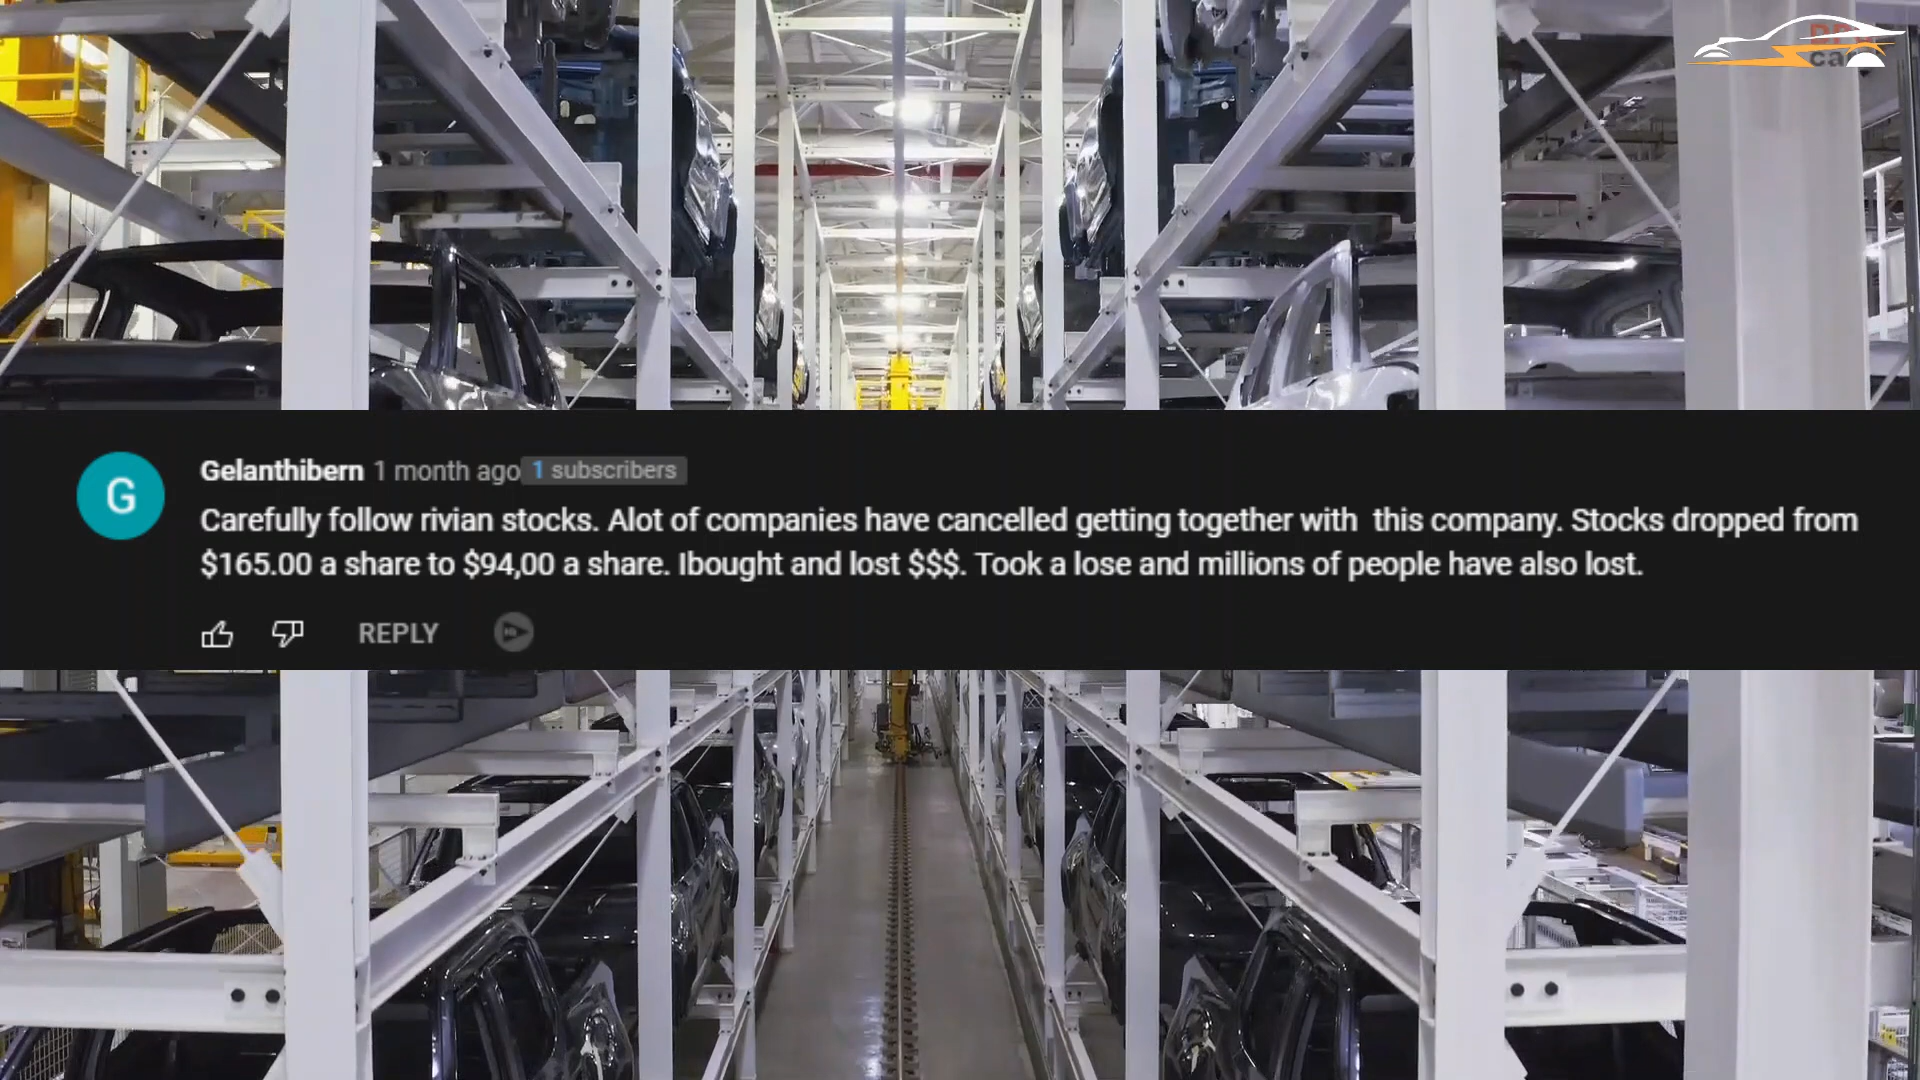 Gelanthibern 1 month ago 1 subscribers
Carefully follow rivian stocks. Alot of companies have cancelled getting together with this company. Stocks dropped from
$165.00 a share to $94,00 a share. Ibought and lost $$$. Took a lose and millions of people have also lost.
REPLY
G